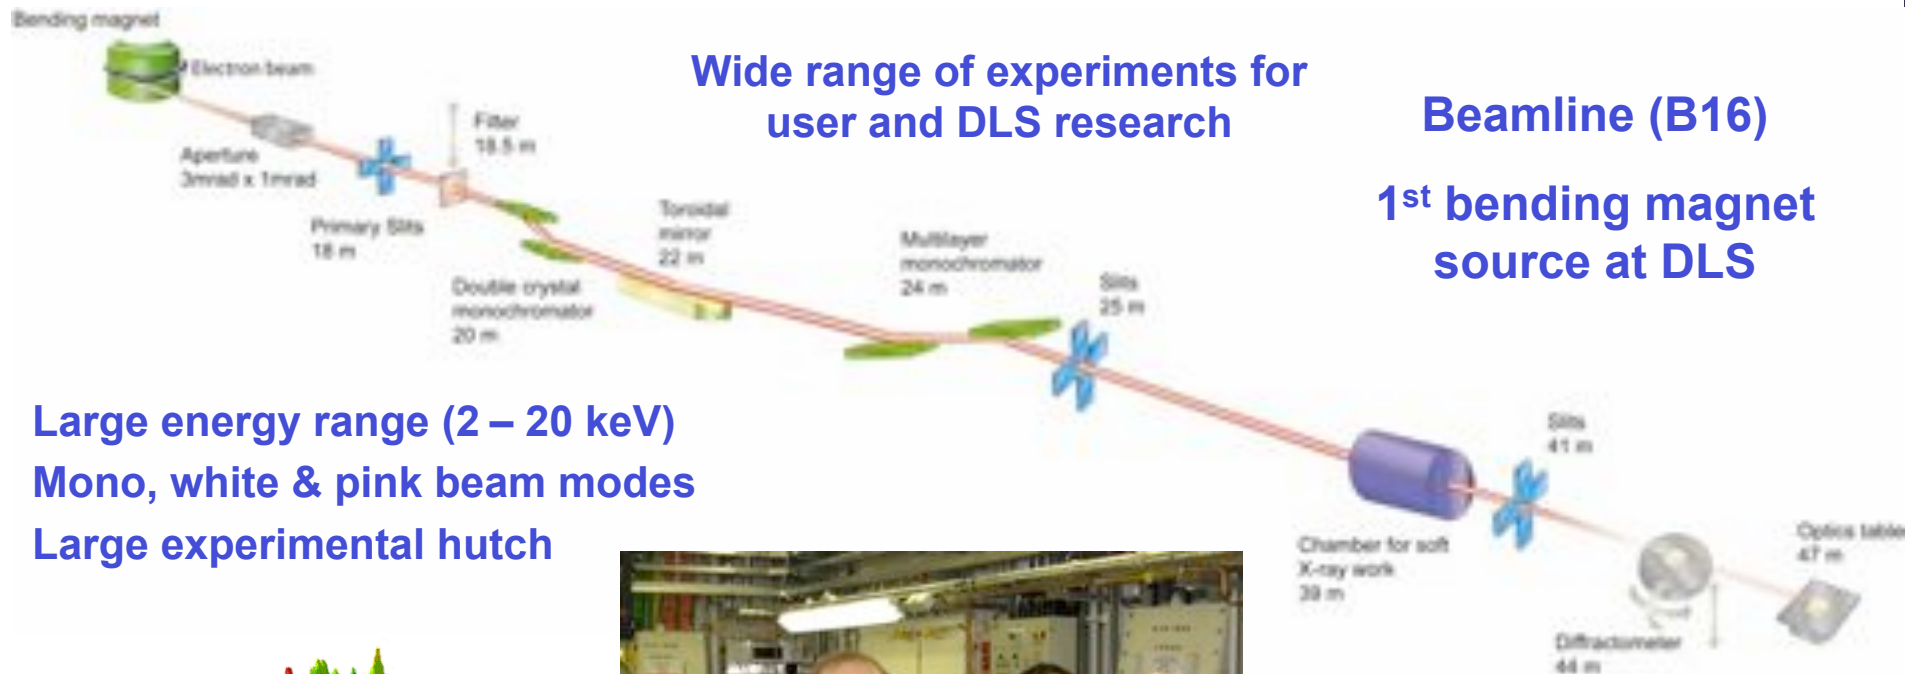 Bending magnet
Electron beam
Aperture
3mrad x 1mrad
Primary Slits
18 m
Filter
18.5 m
Double crystal
monochromator
20 m
Toroidal
mirror
22 m
Multilayer
monochromator
24 m
Slits
25 m
Wide range of experiments for
user and DLS research
Beamline (B16)
1st bending magnet
source at DLS
Large energy range (2 – 20 keV)
Mono, white & pink beam modes
Large experimental hutch
Chamber for soft
X-ray work
39 m
Slits
41 m
Diffractometer
44 m
Optics table
47 m